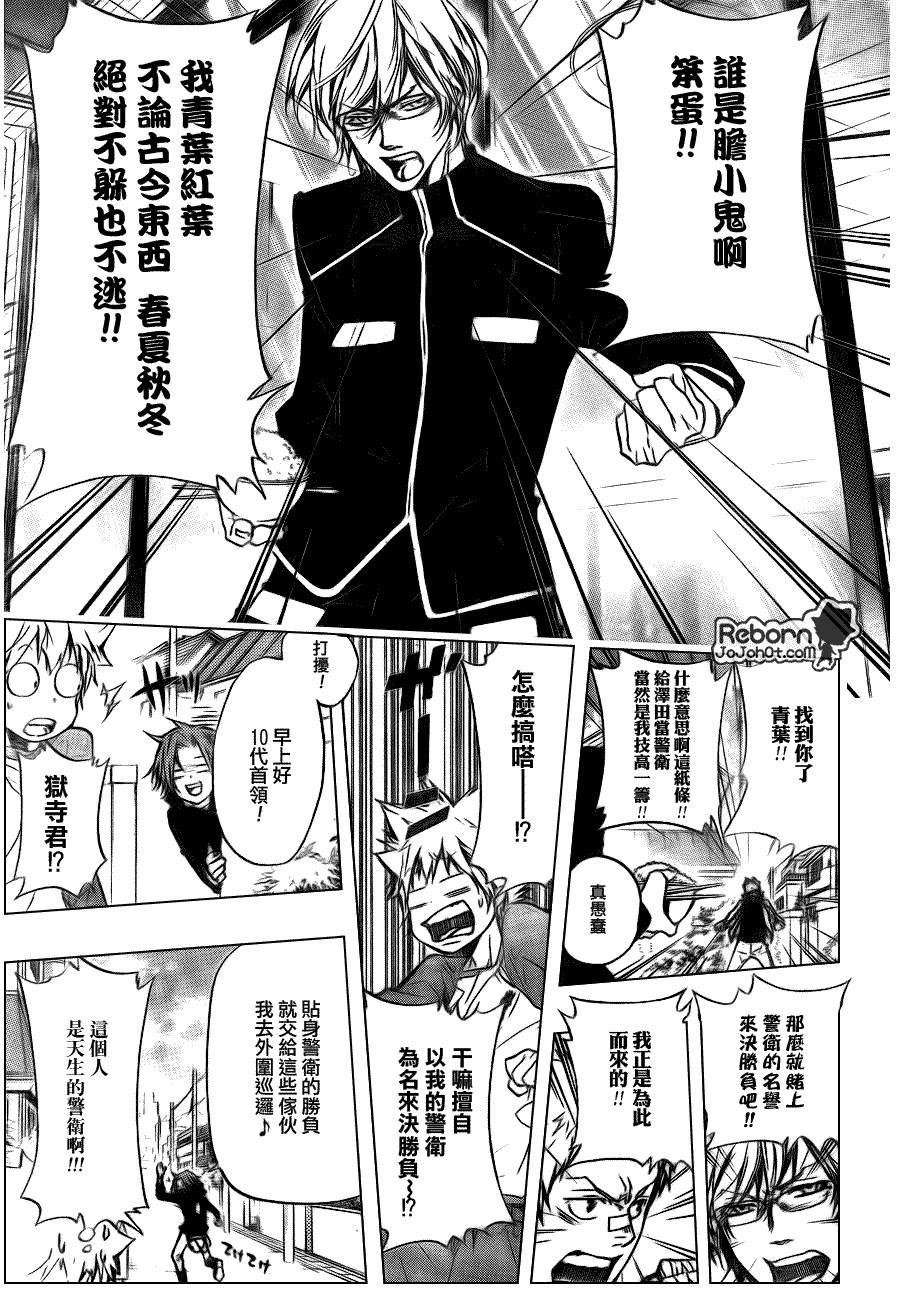 誰是膽小鬼啊
笨蛋!!
我青葉紅葉
不論古今東西 春夏秋冬
絕對不躲也不逃!!
Reborn
JoJoHot.com
找到你了
青葉!!
什麼意思啊這紙條!!
給澤田當警衛
當然是我技高一籌!!
真愚蠢
怎麼搞嗒——!?
ガーン
打擾!
早上好
10代首領!
獄寺君!?
那麼就賭上
警衛的名譽
來決勝負吧!!
我正是為此
而來的!!
干嘛擅自
以我的警衛
為名來決勝負~!?
貼身警衛的勝負
就交給這些傢伙
我去外圍巡邏♪
這個人
是天生的警衛啊!!!
てけてけ